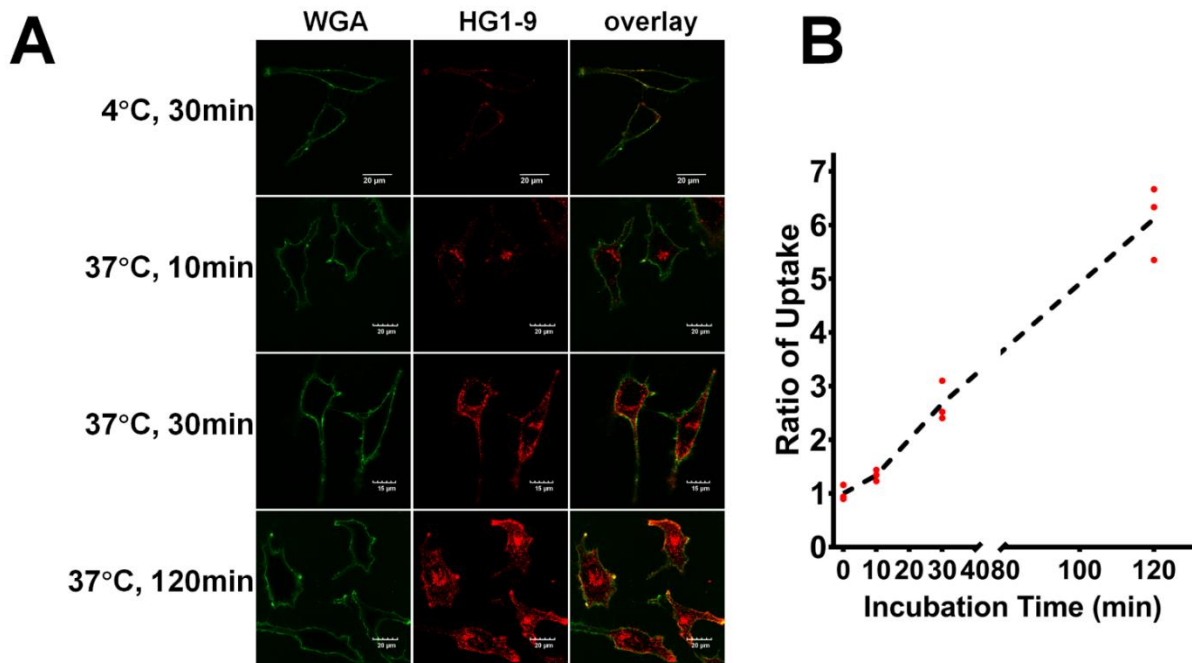 A
WGA
HG1-9
overlay
4°C, 30min
20 µm
20 µm
20 µm
37°C, 10min
20 µm
20 µm
20 µm
37°C, 30min
15 µm
15 µm
15 µm
37°C, 120min
20 µm
20 µm
20 µm
B
Ratio of Uptake
7
6
5
4
3
2
1
0
0 10 20 30 40 80 100 120
Incubation Time (min)